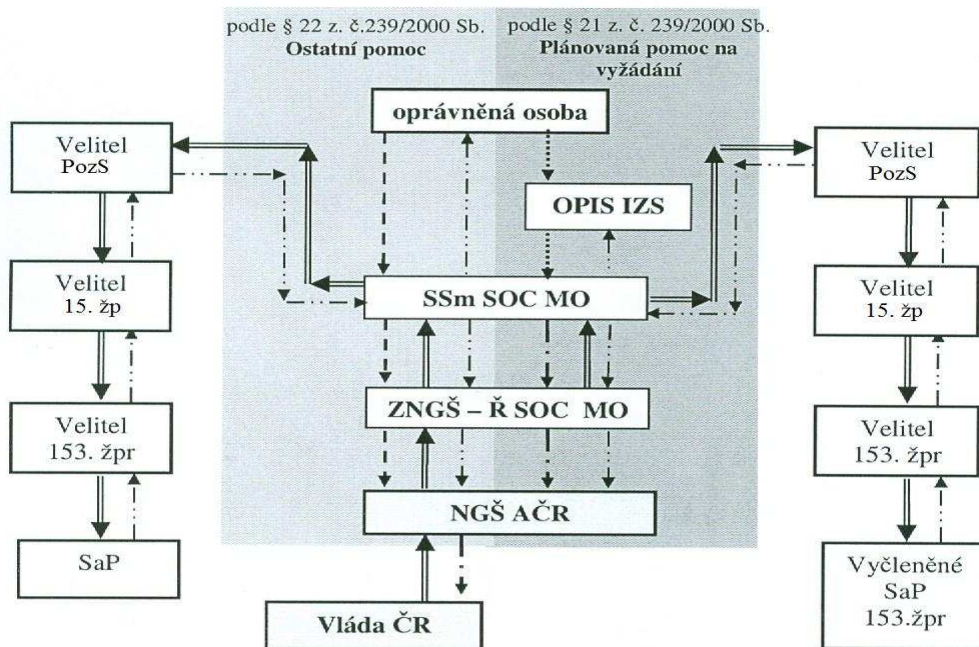 podle § 22 z. č.239/2000 Sb.
Ostatní pomoc
podle § 21 z. č. 239/2000 Sb.
Plánovaná pomoc na
vyžádání
oprávněná osoba
Velitel
PozS
Velitel
PozS
OPIS IZS
Velitel
15. žp
SSm SOC MO
Velitel
15. žp
Velitel
153. žpr
ZNGŠ – Ř SOC MO
Velitel
153. žpr
NGŠ AČR
SaP
Vyčleněné
SaP
153.žpr
Vláda ČR